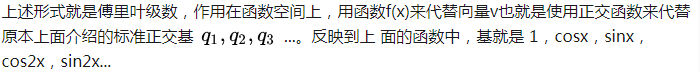 上述形式就是傅里叶级数，作用在函数空间上，用函数f(x)来代替向量v也就是使用正交函数来代替
原本上面介绍的标准正交基 q₁, q₂, q₃ ...。反映到上 面的函数中，基就是 1，cosx，sinx，
cos2x，sin2x...